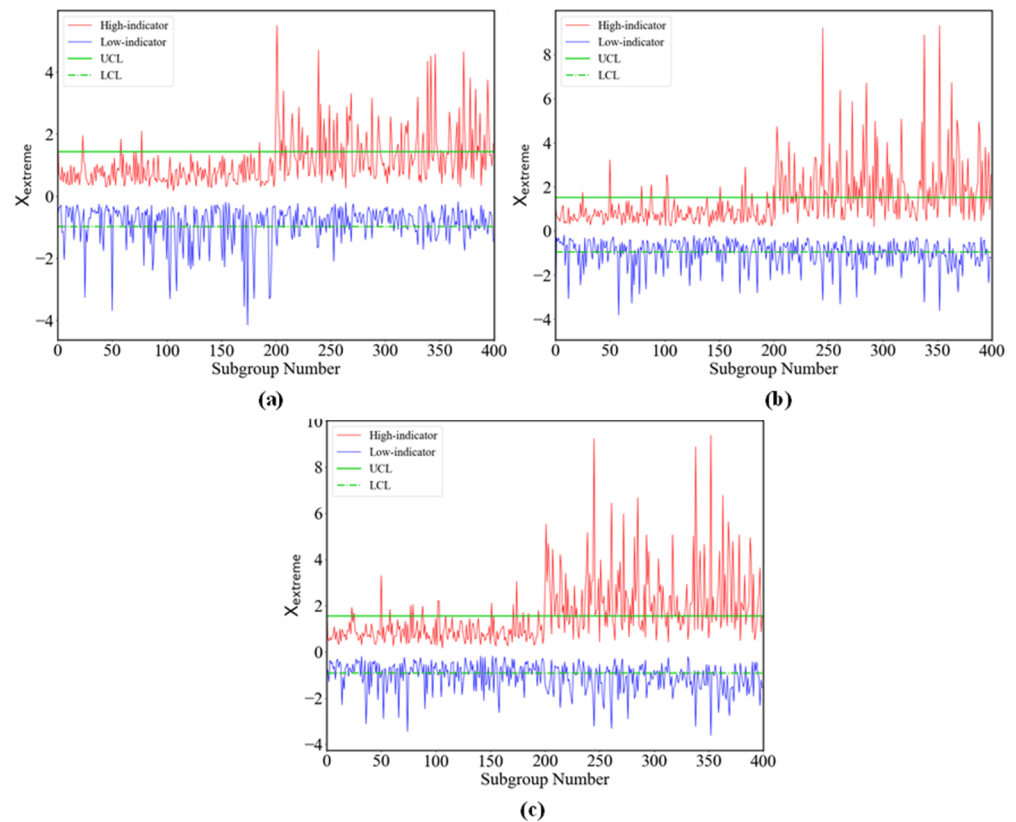 High-indicator
Low-indicator
UCL
LCL
4
2
0
−2
−4
X_extreme
0 50 100 150 200 250 300 350 400
Subgroup Number
(a)
High-indicator
Low-indicator
UCL
LCL
8
6
4
2
0
−2
−4
X_extreme
0 50 100 150 200 250 300 350 400
Subgroup Number
(b)
High-indicator
Low-indicator
UCL
LCL
10
8
6
4
2
0
−2
−4
X_extreme
0 50 100 150 200 250 300 350 400
Subgroup Number
(c)